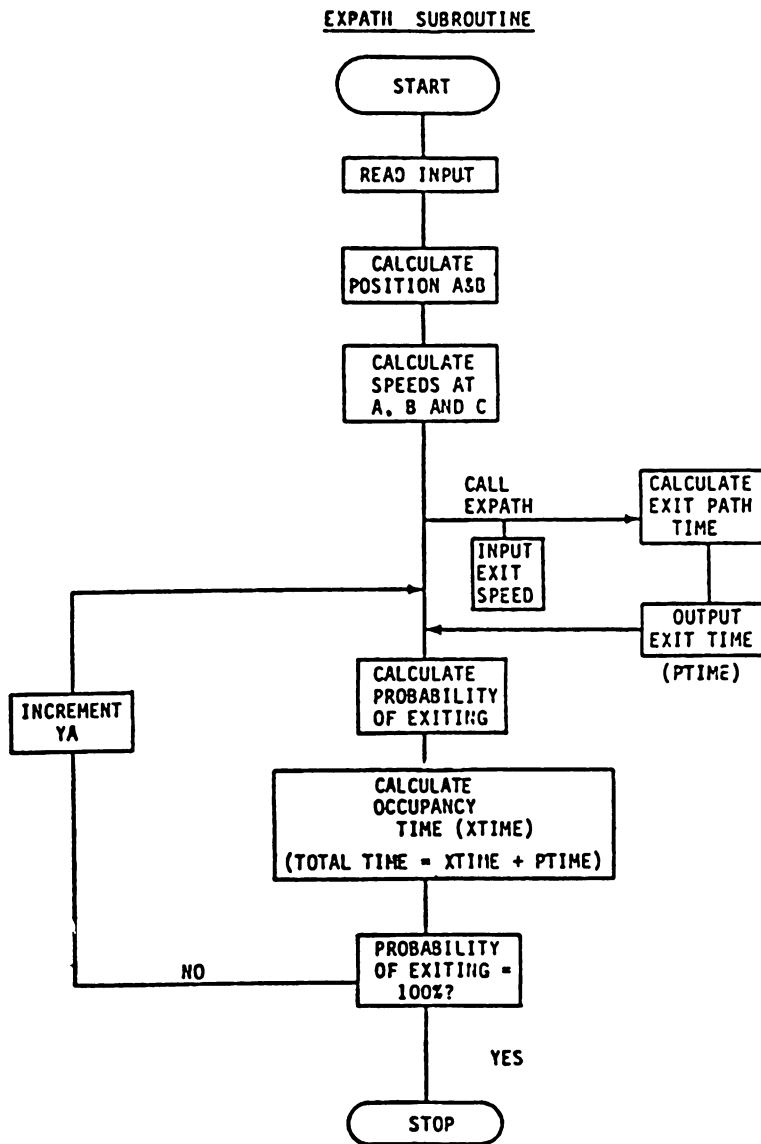 EXPATH SUBROUTINE
START
READ INPUT
CALCULATE
POSITION A&B
CALCULATE
SPEEDS AT
A, B AND C
CALL
EXPATH
INPUT
EXIT
SPEED
CALCULATE
EXIT PATH
TIME
OUTPUT
EXIT TIME
(PTIME)
INCREMENT
YA
CALCULATE
PROBABILITY
OF EXITING
CALCULATE
OCCUPANCY
TIME (XTIME)
(TOTAL TIME = XTIME + PTIME)
PROBABILITY
OF EXITING =
100%?
NO
YES
STOP